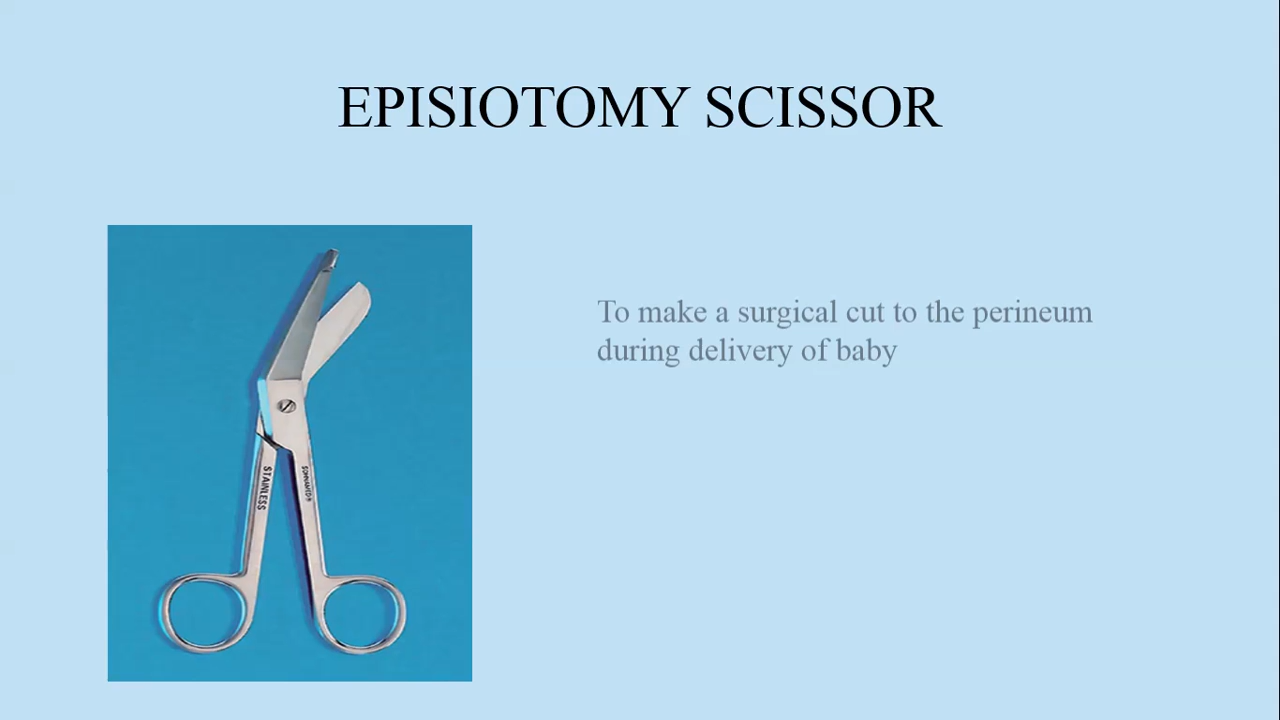 EPISIOTOMY SCISSOR
To make a surgical cut to the perineum
during delivery of baby
STAINLESS